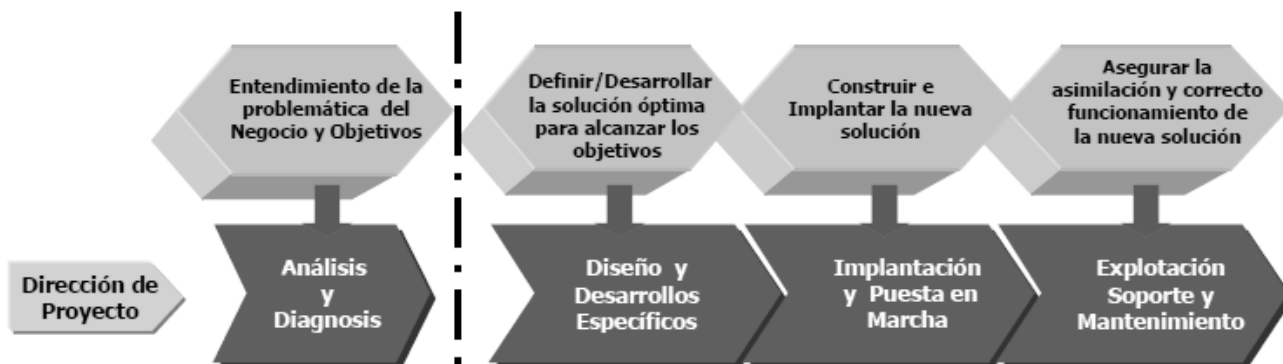 Entendimiento de la
problemática del
Negocio y Objetivos
Definir/Desarrollar
la solución óptima
para alcanzar los
objetivos
Construir e
Implantar la nueva
solución
Asegurar la
asimilación y correcto
funcionamiento de
la nueva solución
Dirección de
Proyecto
Análisis
y
Diagnosis
Diseño y
Desarrollos
Específicos
Implantación
y Puesta en
Marcha
Explotación
Soporte y
Mantenimiento